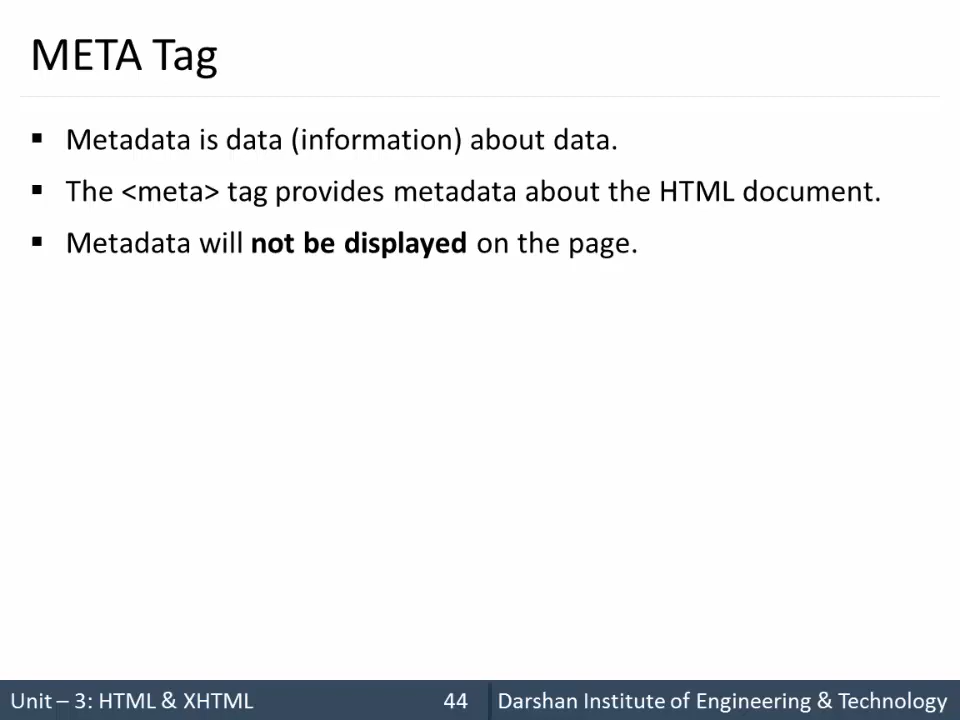 META Tag
▪ Metadata is data (information) about data.
▪ The <meta> tag provides metadata about the HTML document.
▪ Metadata will not be displayed on the page.
Unit – 3: HTML & XHTML 44 Darshan Institute of Engineering & Technology